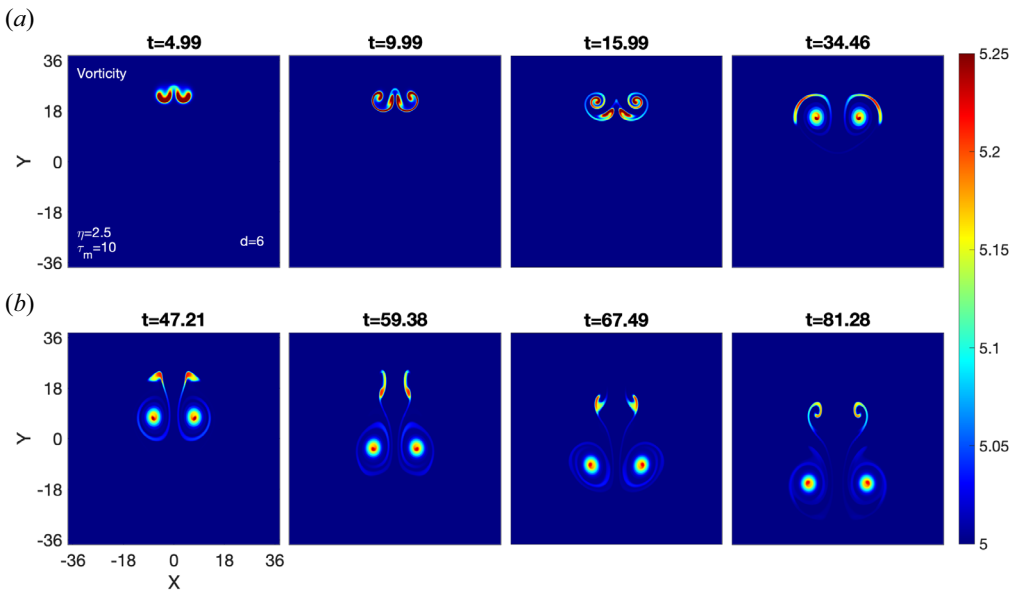 (a)
t=4.99 t=9.99 t=15.99 t=34.46
Vorticity
η=2.5
τm=10
d=6
Y
36
18
0
-18
-36
5.25
5.2
5.15
5.1
5.05
5
(b)
t=47.21 t=59.38 t=67.49 t=81.28
Y
36
18
0
-18
-36
-36 -18 0 18 36
X